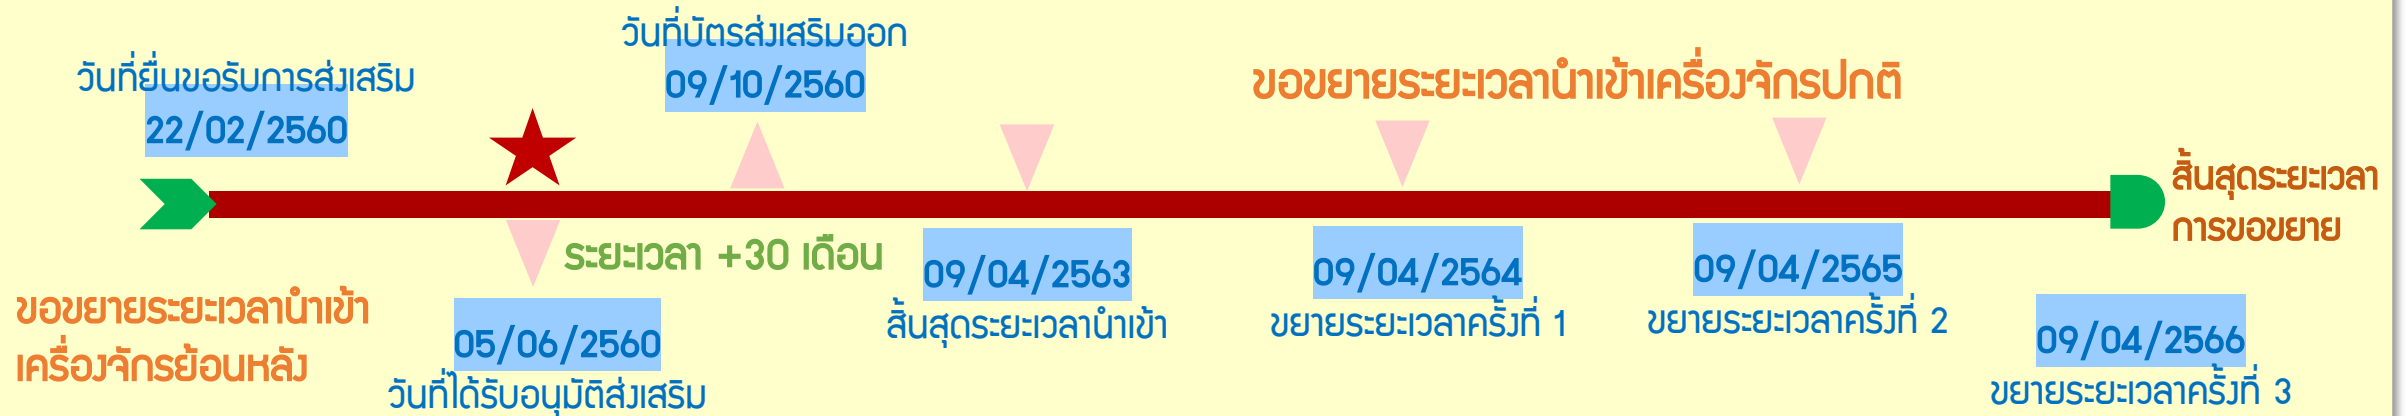 วันที่ยื่นขอรับการส่งเสริม
22/02/2560
วันที่บัตรส่งเสริมออก
09/10/2560
ขอขยายระยะเวลานำเข้าเครื่องจักรปกติ
สิ้นสุดระยะเวลา
การขอขยาย
ขอขยายระยะเวลานำเข้า
เครื่องจักรย้อนหลัง
05/06/2560
วันที่ได้รับอนุมัติส่งเสริม
ระยะเวลา +30 เดือน
09/04/2563
สิ้นสุดระยะเวลานำเข้า
09/04/2564
ขยายระยะเวลาครั้งที่ 1
09/04/2565
ขยายระยะเวลาครั้งที่ 2
09/04/2566
ขยายระยะเวลาครั้งที่ 3